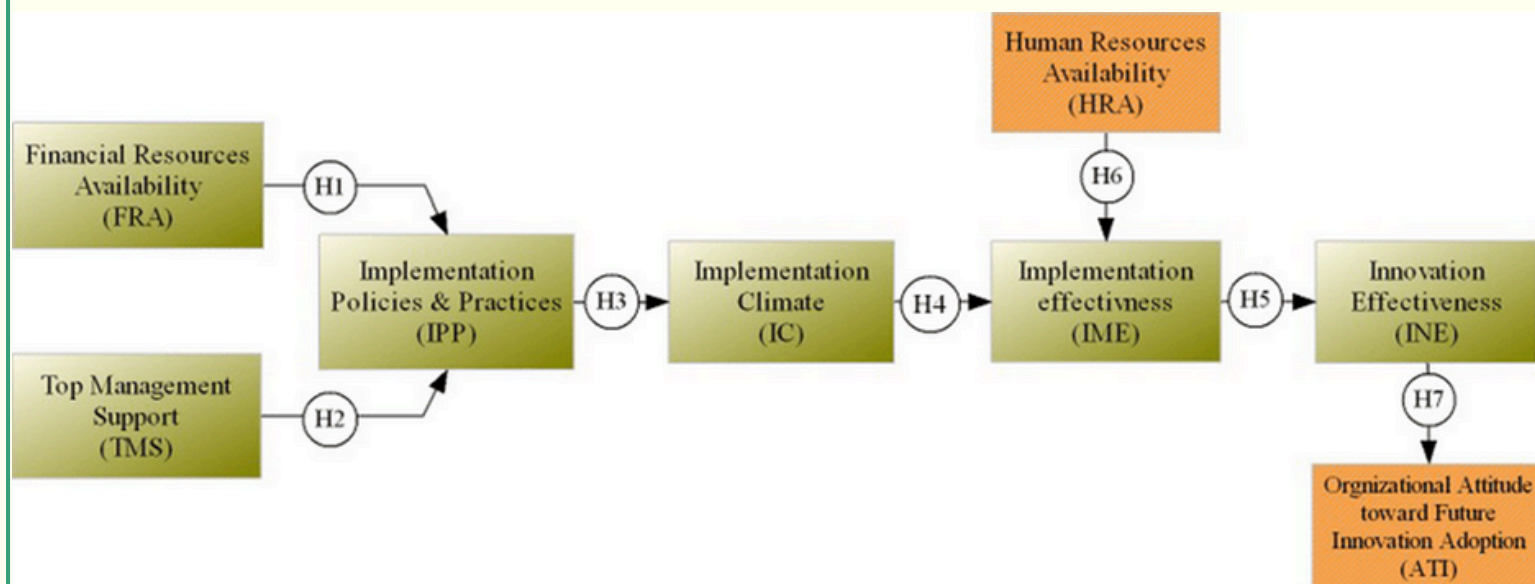 Human Resources
Availability
(HRA)
Financial Resources
Availability
(FRA)
H1
H6
Implementation
Policies & Practices
(IPP)
H3
Implementation
Climate
(IC)
H4
Implementation
effectivness
(IME)
H5
Innovation
Effectiveness
(INE)
Top Management
Support
(TMS)
H2
H7
Orgnizational Attitude
toward Future
Innovation Adoption
(ATI)